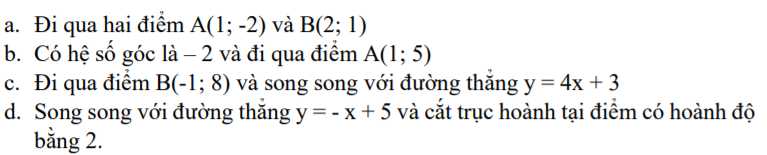 a. Đi qua hai điểm A(1; -2) và B(2; 1)
b. Có hệ số góc là – 2 và đi qua điểm A(1; 5)
c. Đi qua điểm B(-1; 8) và song song với đường thẳng y = 4x + 3
d. Song song với đường thẳng y = - x + 5 và cắt trục hoành tại điểm có hoành độ
bằng 2.